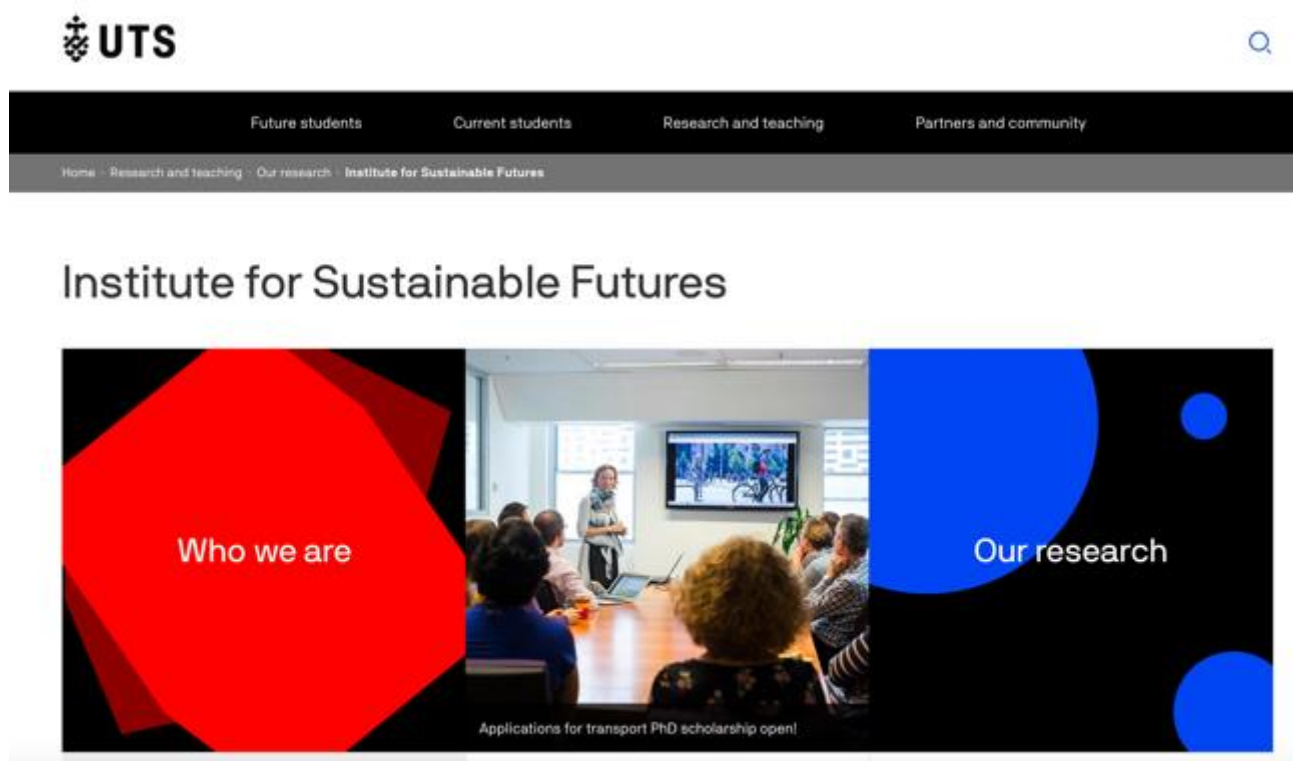 UTS
Future students Current students Research and teaching Partners and community
Home · Research and teaching · Our research · Institute for Sustainable Futures
Institute for Sustainable Futures
Who we are
Our research
Applications for transport PhD scholarship open!